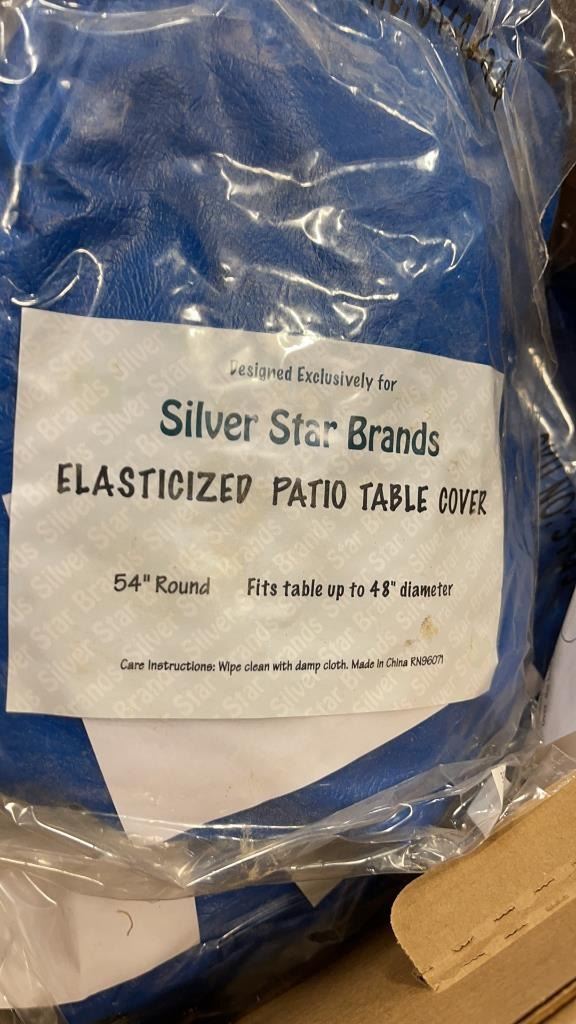 Designed Exclusively for
Silver Star Brands
ELASTICIZED PATIO TABLE COVER
54" Round Fits table up to 48" diameter
Care Instructions: Wipe clean with damp cloth. Made In China RN96071